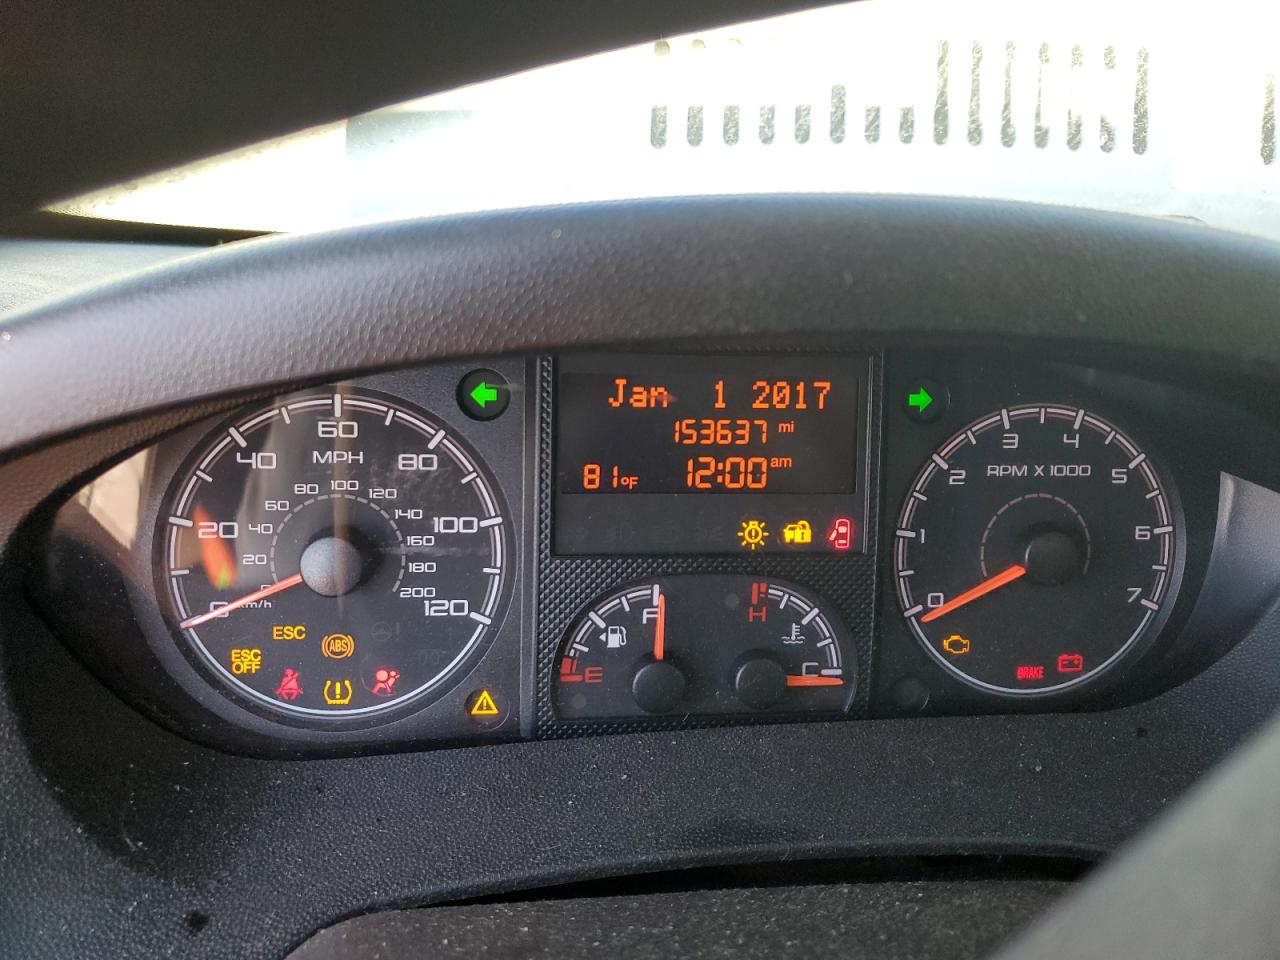 Jan 1 2017
153637 mi
81°F 12:00 am
60
MPH
40 80
20 100
0 120
80 100 120
60 140
40 160
20 180
200
km/h
ESC
ABS
ESC
OFF
F
E
H
C
3 4
RPM X 1000
2 5
1 6
0 7
BRAKE